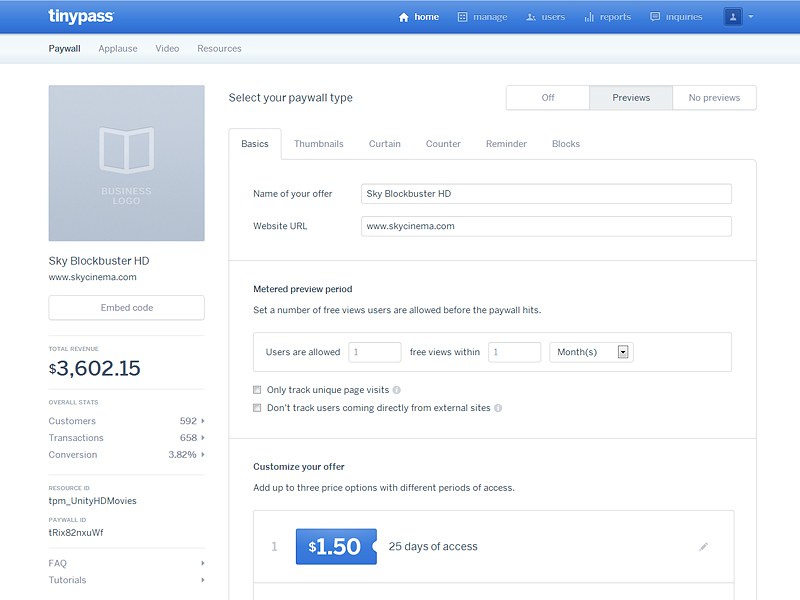 tinypass
home manage users reports inquiries
Paywall Applause Video Resources
BUSINESS
LOGO
Sky Blockbuster HD
www.skycinema.com
Embed code
TOTAL REVENUE
$3,602.15
OVERALL STATS
Customers 592
Transactions 658
Conversion 3.82%
RESOURCE ID
tpm_UnityHDMovies
PAYWALL ID
tRix82nxuWf
FAQ
Tutorials
Select your paywall type
Off Previews No previews
Basics Thumbnails Curtain Counter Reminder Blocks
Name of your offer Sky Blockbuster HD
Website URL www.skycinema.com
Metered preview period
Set a number of free views users are allowed before the paywall hits.
Users are allowed 1 free views within 1 Month(s)
Only track unique page visits
Don't track users coming directly from external sites
Customize your offer
Add up to three price options with different periods of access.
1 $1.50 25 days of access